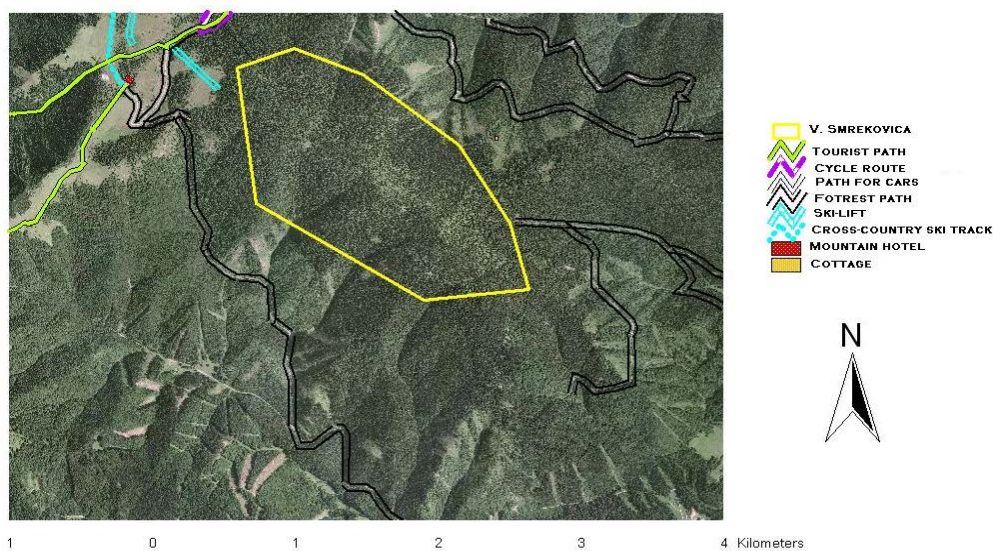 V. Smrekovica
Tourist path
Cycle route
Path for cars
Fotrest path
Ski-lift
Cross-country ski track
Mountain hotel
Cottage
N
1 0 1 2 3 4 Kilometers